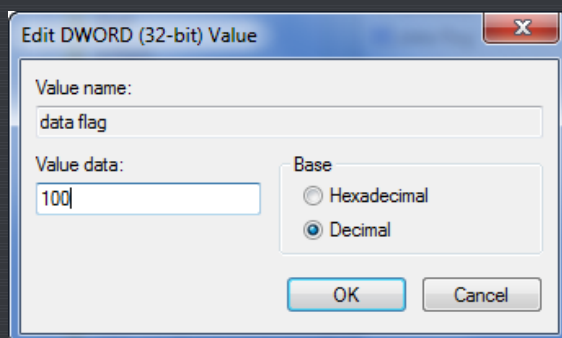 Edit DWORD (32-bit) Value
Value name:
data flag
Value data:
100
Base
Hexadecimal
Decimal
OK
Cancel